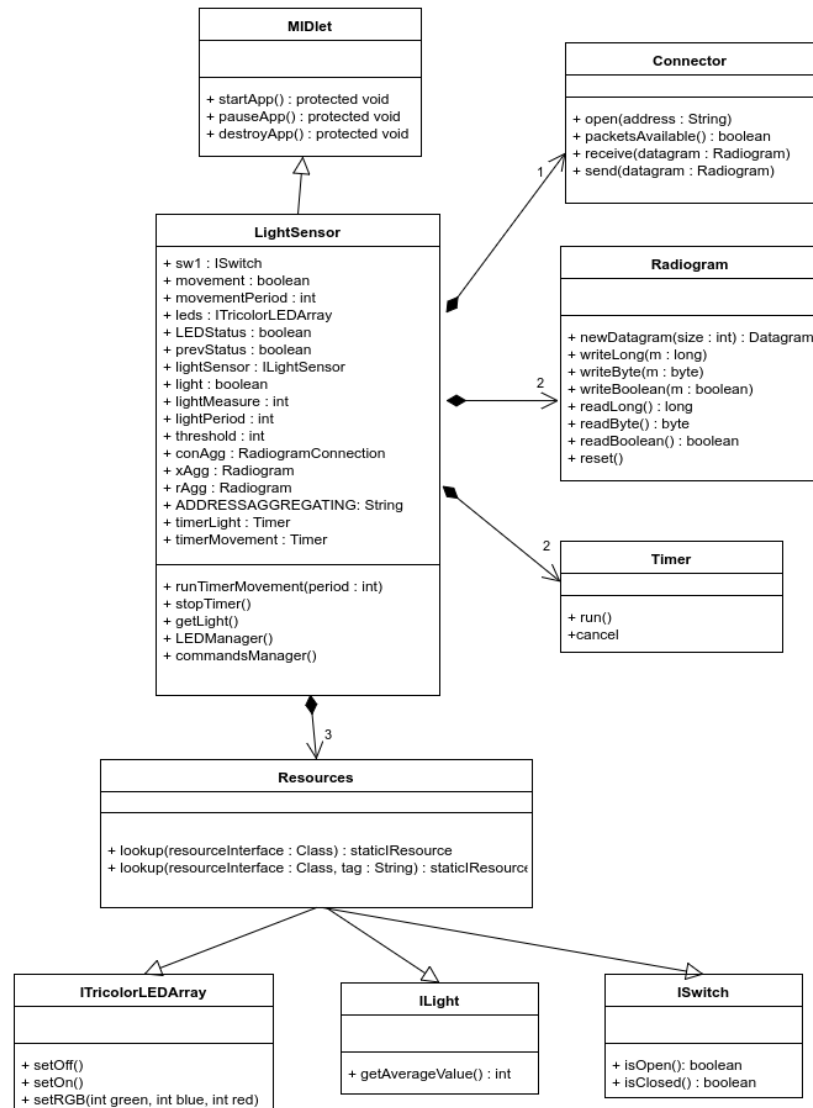 MIDlet
+ startApp() : protected void
+ pauseApp() : protected void
+ destroyApp() : protected void
Connector
+ open(address : String)
+ packetsAvailable() : boolean
+ receive(datagram : Radiogram)
+ send(datagram : Radiogram)
1
LightSensor
+ sw1 : ISwitch
+ movement : boolean
+ movementPeriod : int
+ leds : ITricolorLEDArray
+ LEDStatus : boolean
+ prevStatus : boolean
+ lightSensor : ILightSensor
+ light : boolean
+ lightMeasure : int
+ lightPeriod : int
+ threshold : int
+ conAgg : RadiogramConnection
+ xAgg : Radiogram
+ rAgg : Radiogram
+ ADDRESSAGGREGATING: String
+ timerLight : Timer
+ timerMovement : Timer
+ runTimerMovement(period : int)
+ stopTimer()
+ getLight()
+ LEDManager()
+ commandsManager()
Radiogram
+ newDatagram(size : int) : Datagram
+ writeLong(m : long)
+ writeByte(m : byte)
+ writeBoolean(m : boolean)
+ readLong() : long
+ readByte() : byte
+ readBoolean() : boolean
+ reset()
2
2
Timer
+ run()
+cancel
3
Resources
+ lookup(resourceInterface : Class) : staticIResource
+ lookup(resourceInterface : Class, tag : String) : staticIResource
ITricolorLEDArray
+ setOff()
+ setOn()
+ setRGB(int green, int blue, int red)
ILight
+ getAverageValue() : int
ISwitch
+ isOpen(): boolean
+ isClosed() : boolean